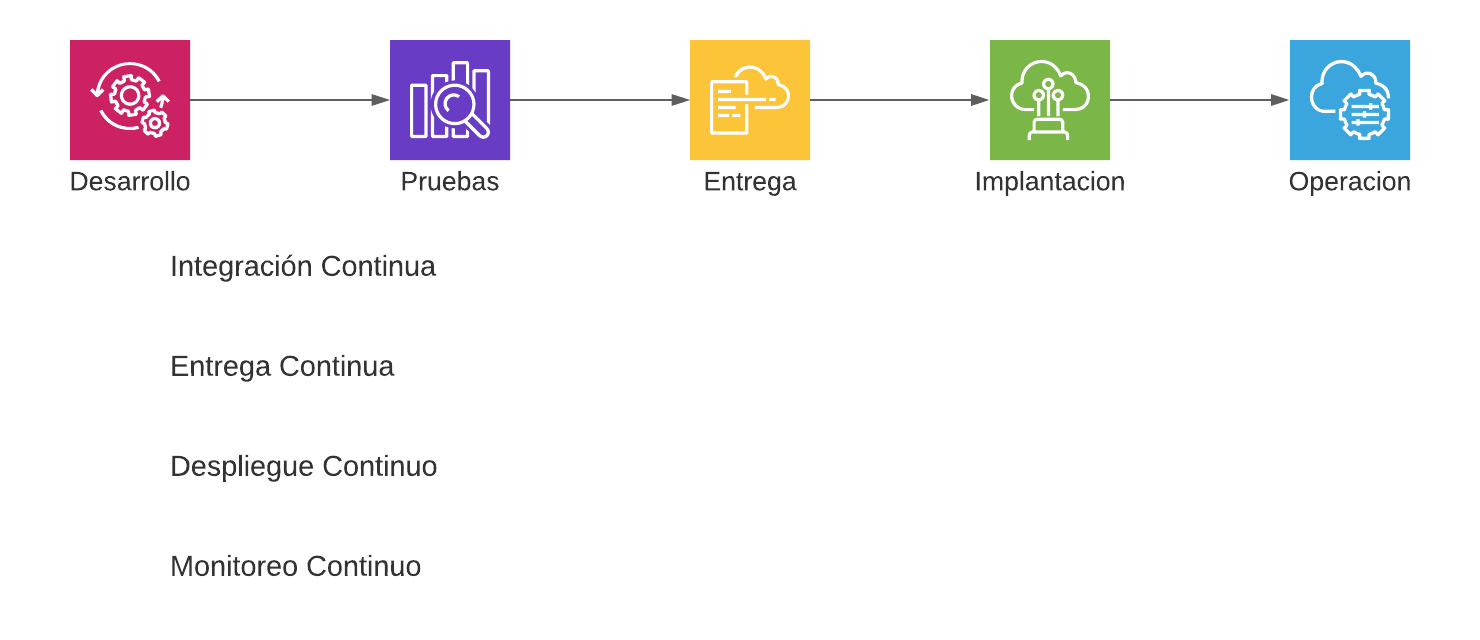 Desarrollo
Pruebas
Entrega
Implantacion
Operacion
Integración Continua
Entrega Continua
Despliegue Continuo
Monitoreo Continuo